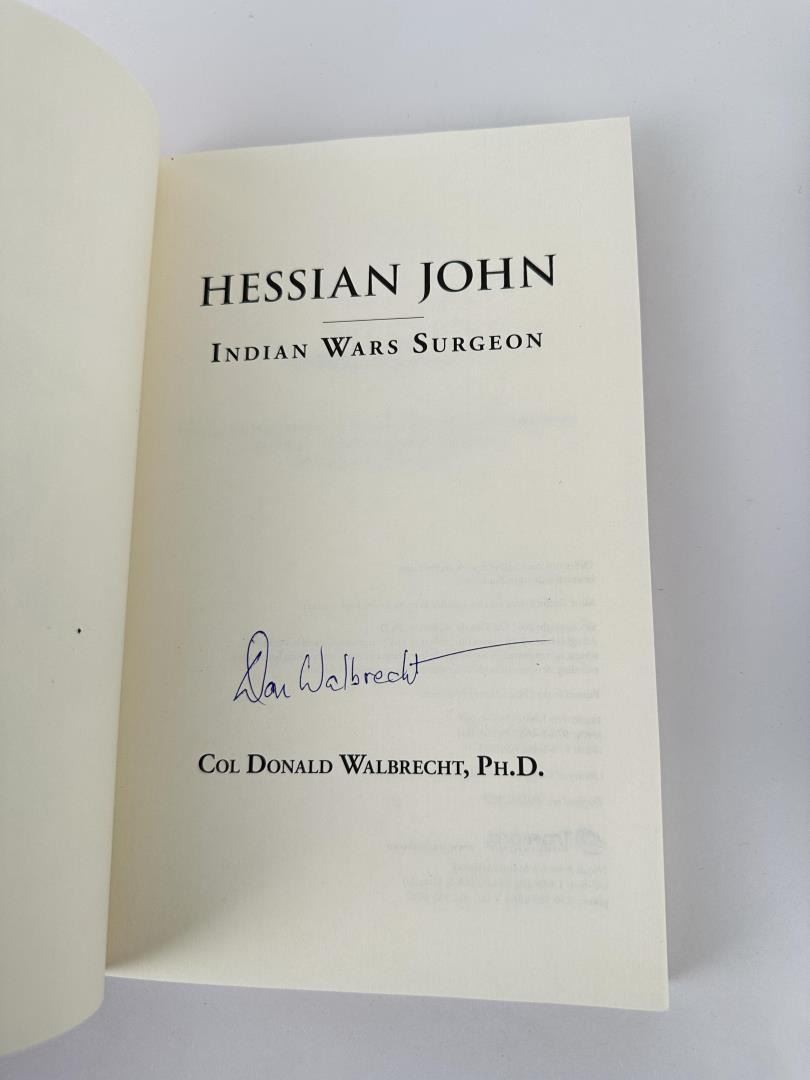 HESSIAN JOHN
INDIAN WARS SURGEON
Don Walbrecht
COL DONALD WALBRECHT, PH.D.